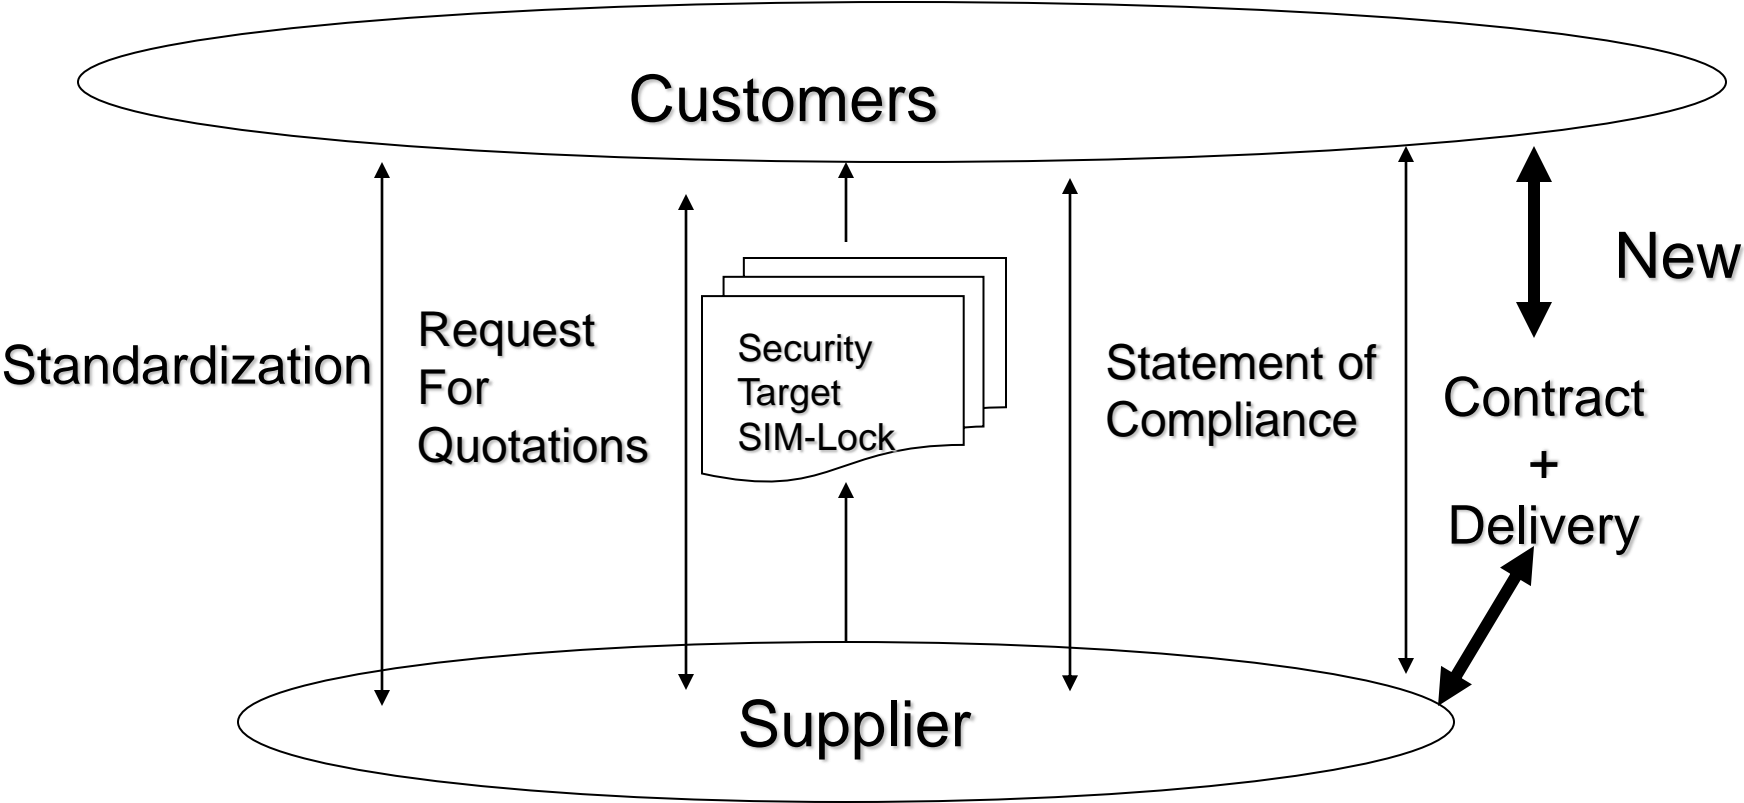 Customers
New
Standardization
Request
For
Quotations
Security
Target
SIM-Lock
Statement of
Compliance
Contract
+
Delivery
Supplier